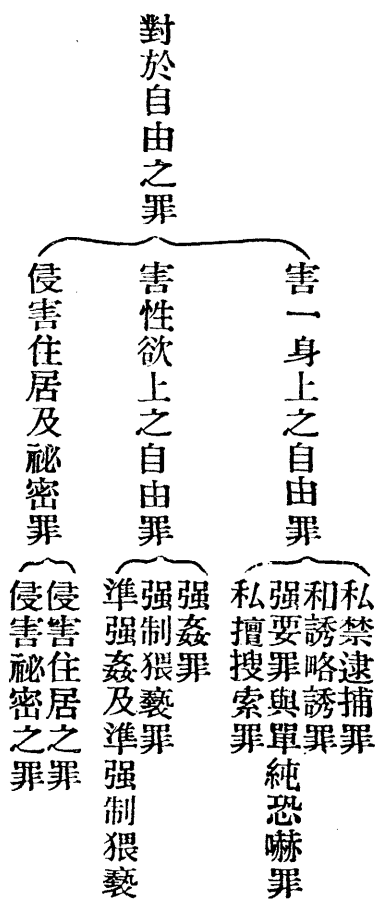 對於自由之罪
害一身上之自由罪
私禁逮捕罪
和誘略誘罪
强要罪與單純恐嚇罪
私擅搜索罪
害性欲上之自由罪
强姦罪
强制猥褻罪
準强姦及準强制猥褻
侵害住居及祕密罪
侵害住居之罪
侵害祕密之罪